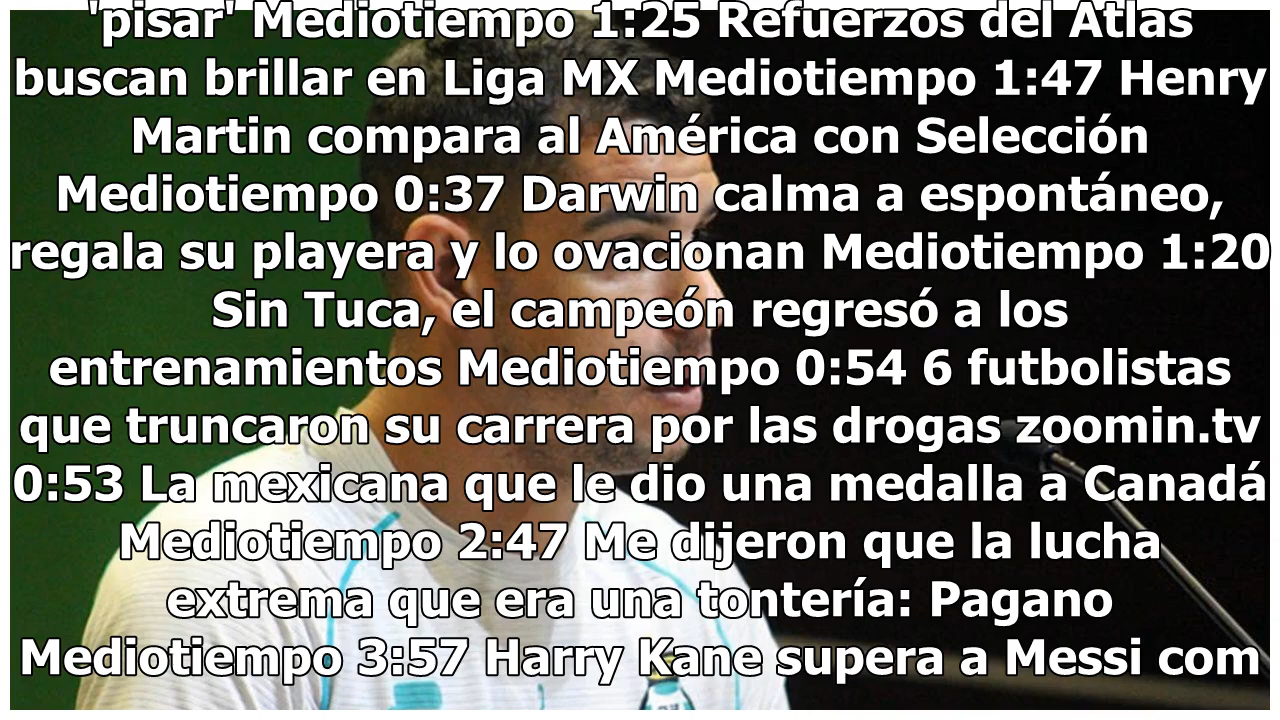 'pisar' Mediotiempo 1:25 Refuerzos del Atlas
buscan brillar en Liga MX Mediotiempo 1:47 Henry
Martin compara al América con Selección
Mediotiempo 0:37 Darwin calma a espontáneo,
regala su playera y lo ovacionan Mediotiempo 1:20
Sin Tuca, el campeón regresó a los
entrenamientos Mediotiempo 0:54 6 futbolistas
que truncaron su carrera por las drogas zoomin.tv
0:53 La mexicana que le dio una medalla a Canadá
Mediotiempo 2:47 Me dijeron que la lucha
extrema que era una tontería: Pagano
Mediotiempo 3:57 Harry Kane supera a Messi com